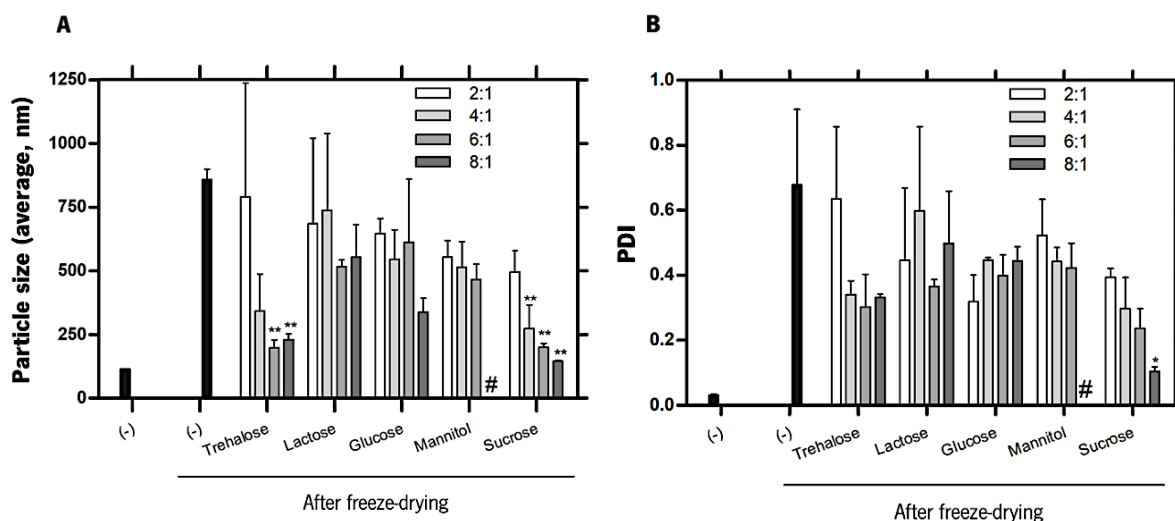 A
Particle size (average, nm)
1250
1000
750
500
250
0
2:1
4:1
6:1
8:1
**
**
**
**
**
#
(-)
(-)
Trehalose
Lactose
Glucose
Mannitol
Sucrose
After freeze-drying
B
PDI
1.0
0.8
0.6
0.4
0.2
0.0
2:1
4:1
6:1
8:1
*
#
(-)
(-)
Trehalose
Lactose
Glucose
Mannitol
Sucrose
After freeze-drying